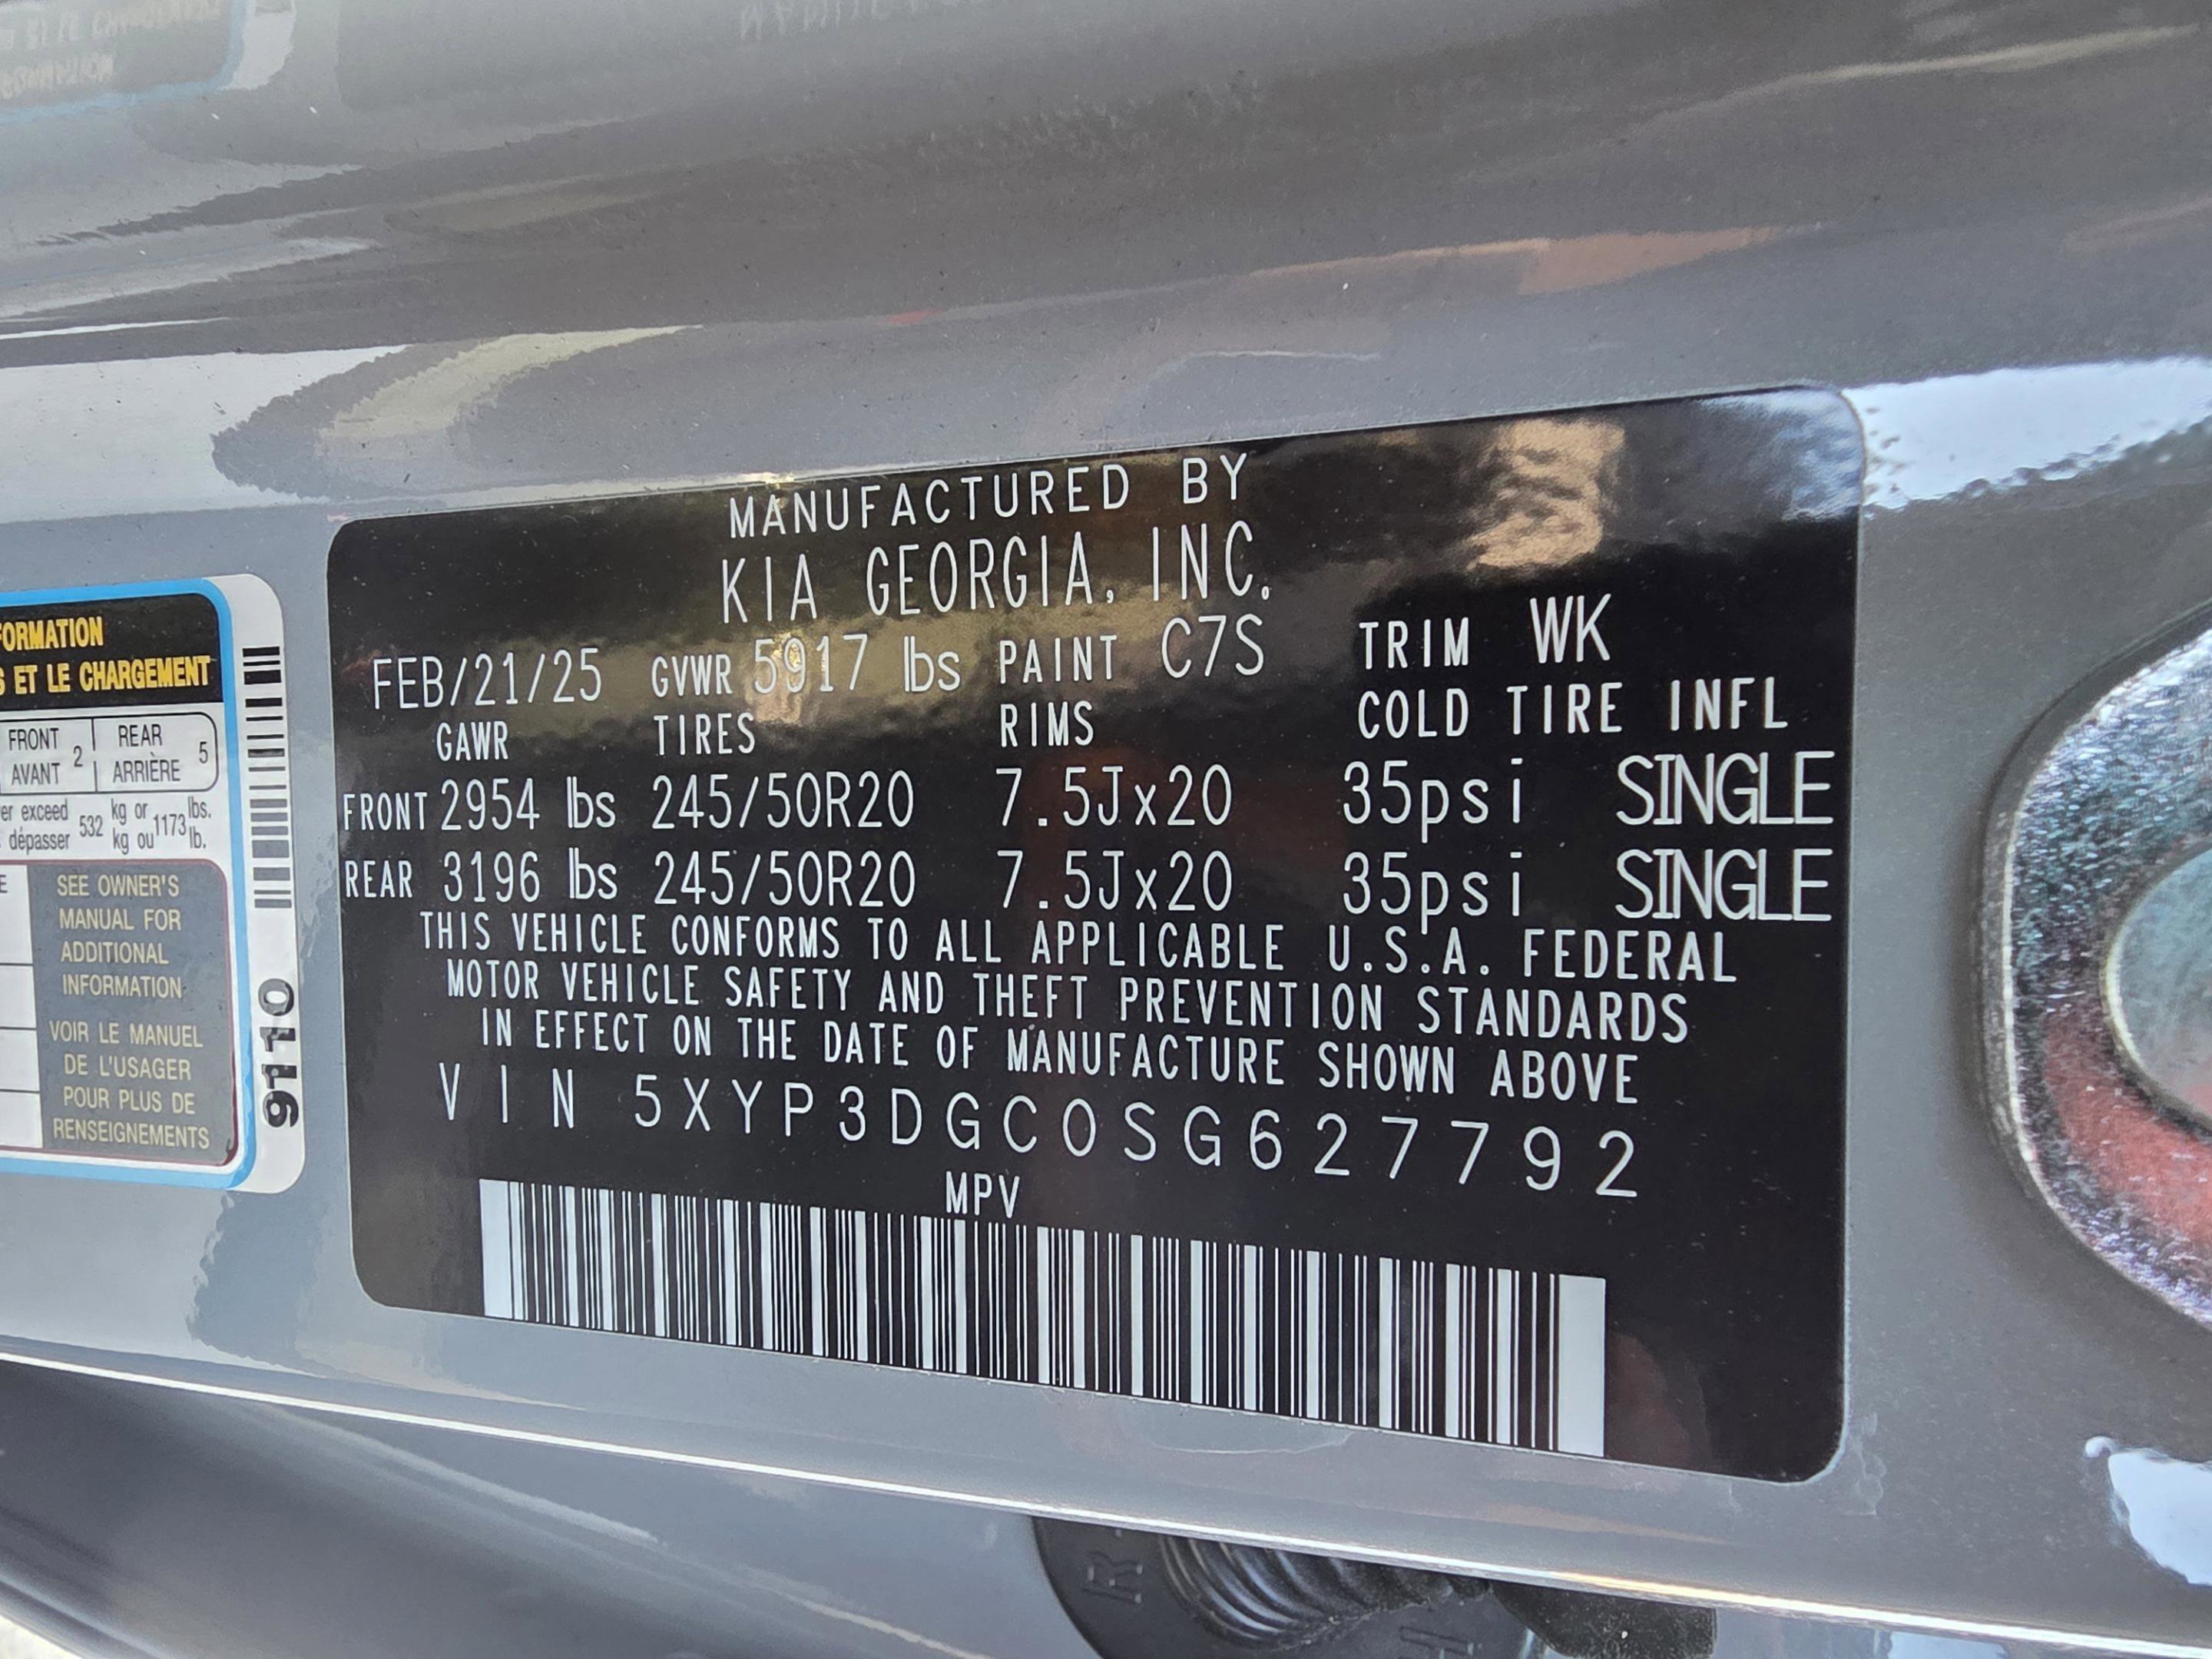 FORMATION
S ET LE CHARGEMENT
FRONT 2 REAR 5
AVANT ARRIÈRE
er exceed 532 kg or 1173 lbs.
dépasser kg ou lb.
SEE OWNER'S
MANUAL FOR
ADDITIONAL
INFORMATION
VOIR LE MANUEL
DE L'USAGER
POUR PLUS DE
RENSEIGNEMENTS
9110
MANUFACTURED BY
KIA GEORGIA, INC.
FEB/21/25 GVWR 5917 lbs PAINT C7S TRIM WK
GAWR TIRES RIMS COLD TIRE INFL
FRONT 2954 lbs 245/50R20 7.5Jx20 35psi SINGLE
REAR 3196 lbs 245/50R20 7.5Jx20 35psi SINGLE
THIS VEHICLE CONFORMS TO ALL APPLICABLE U.S.A. FEDERAL
MOTOR VEHICLE SAFETY AND THEFT PREVENTION STANDARDS
IN EFFECT ON THE DATE OF MANUFACTURE SHOWN ABOVE
VIN 5XYP3DGC0SG627792
MPV